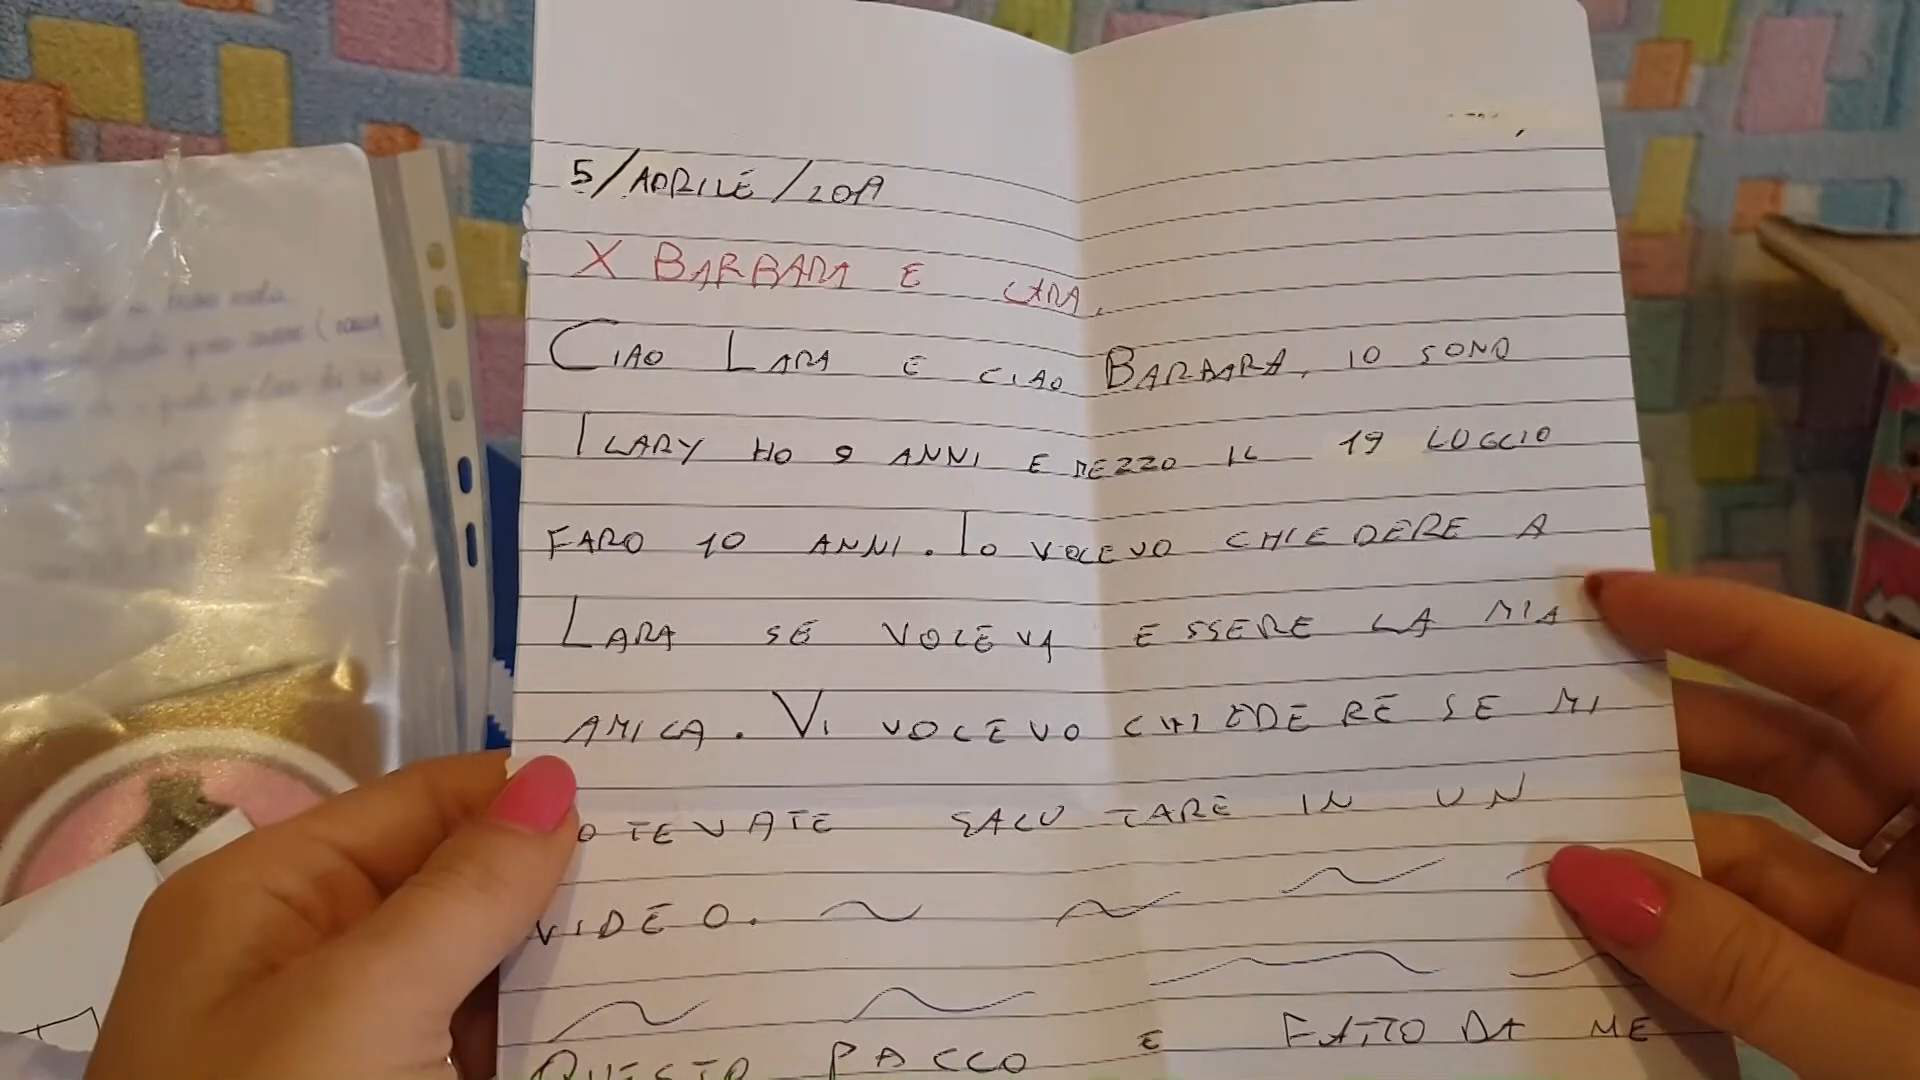 5/APRILE/2019
X BARBARA E LARA,
CIAO LARA E CIAO BARBARA, IO SONO
ILARY HO 9 ANNI E MEZZO IL 19 LUGLIO
FARO 10 ANNI. IO VOLEVO CHIEDERE A
LARA SE VOLEVA ESSERE LA MIA
AMICA. VI VOLEVO CHIEDERE SE MI
POTEVATE SALUTARE IN UN
VIDEO.
QUESTO PACCO E FATTO DA ME